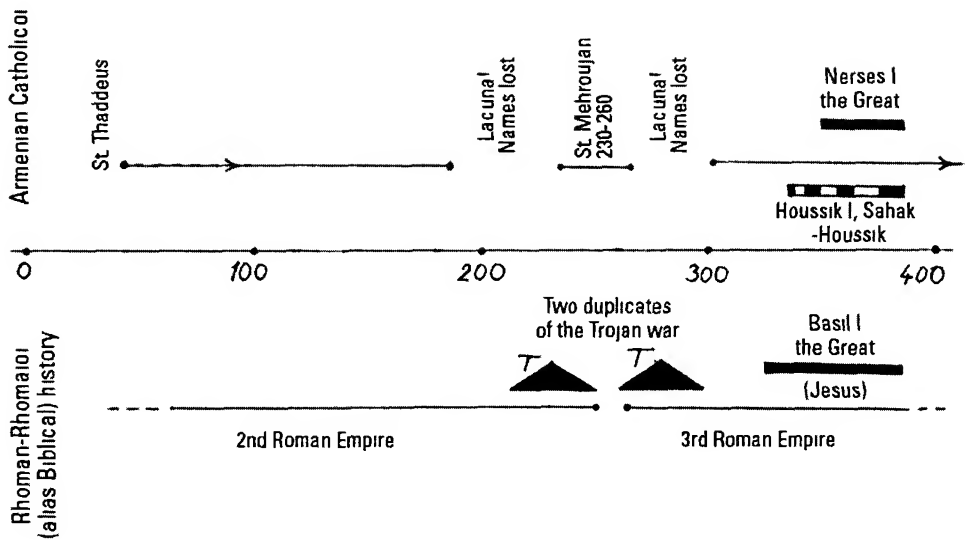 Armenian Catholicoi
St. Thaddeus
Lacuna!
Names lost
St. Mehroujan
230-260
Lacuna!
Names lost
Nerses I
the Great
Houssik I, Sahak
-Houssik
0 100 200 300 400
Rhoman-Rhomaioi
(alias Biblical) history
Two duplicates
of the Trojan war
T T
Basil I
the Great
(Jesus)
2nd Roman Empire
3rd Roman Empire